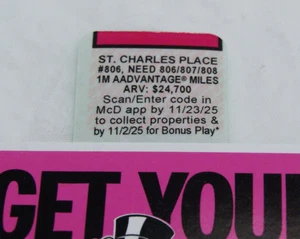 ST. CHARLES PLACE
#806, NEED 806/807/808
1M AADVANTAGE® MILES
ARV: $24,700
Scan/Enter code in
McD app by 11/23/25
to collect properties &
by 11/2/25 for Bonus Play*
GET YOU